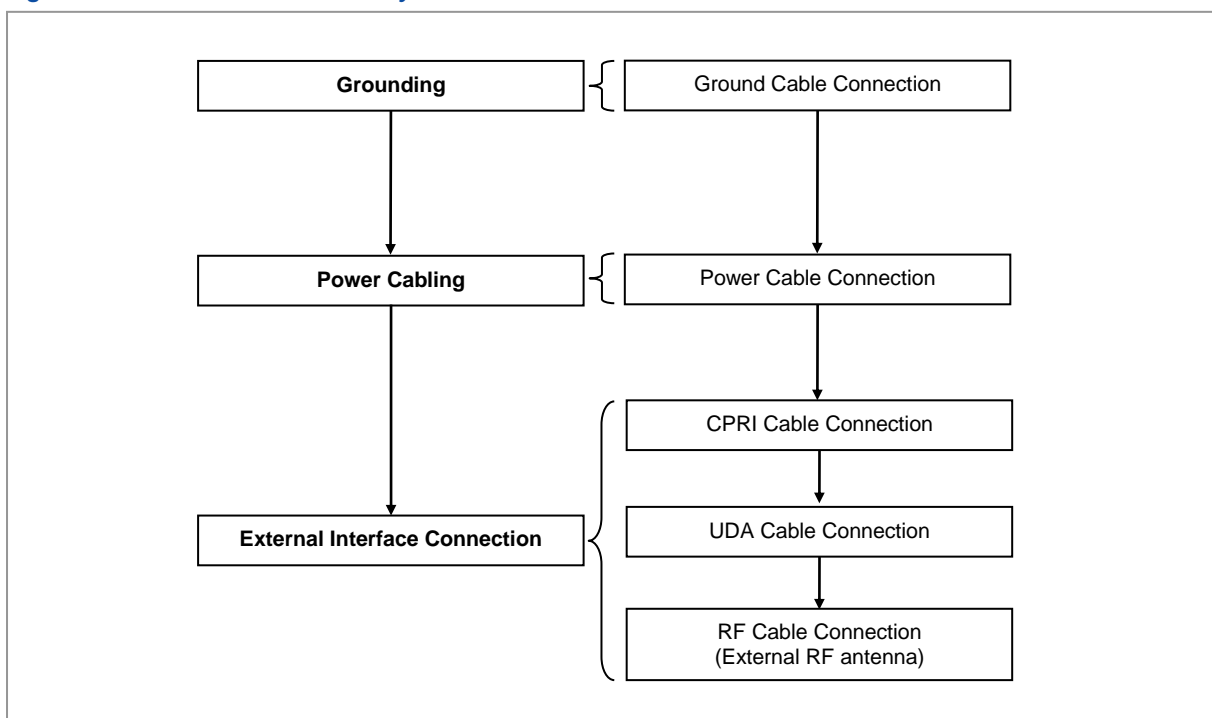 Grounding
Ground Cable Connection
Power Cabling
Power Cable Connection
CPRI Cable Connection
External Interface Connection
UDA Cable Connection
RF Cable Connection
(External RF antenna)